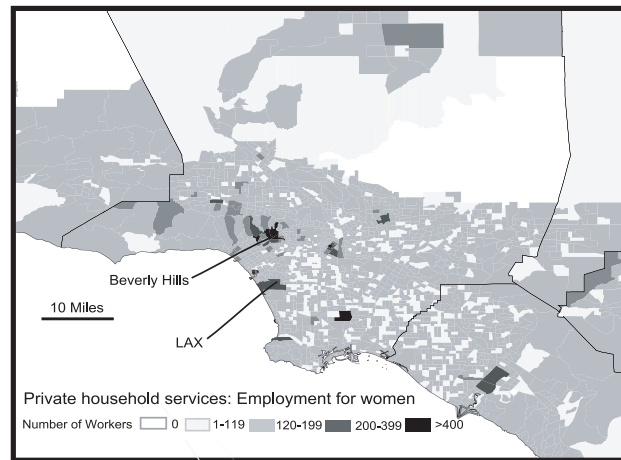 Beverly Hills
10 Miles
LAX
Private household services: Employment for women
Number of Workers 0 1-119 120-199 200-399 >400